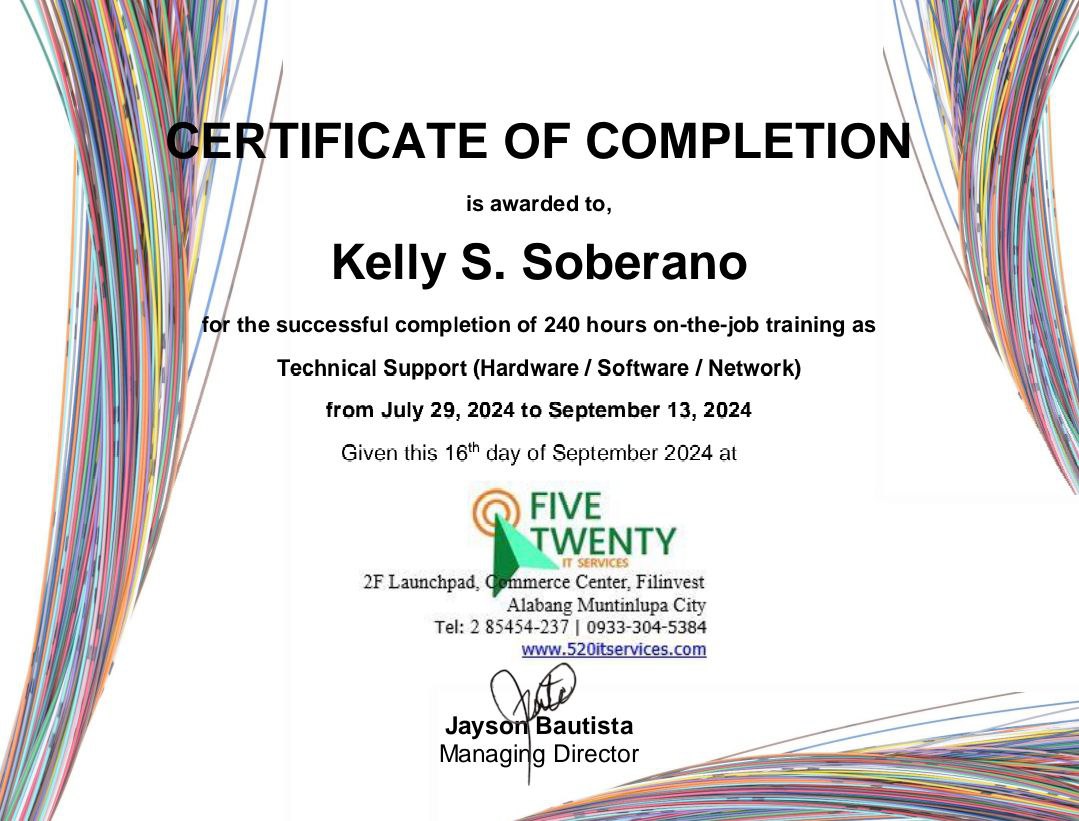 CERTIFICATE OF COMPLETION
is awarded to,
Kelly S. Soberano
for the successful completion of 240 hours on-the-job training as
Technical Support (Hardware / Software / Network)
from July 29, 2024 to September 13, 2024
Given this 16th day of September 2024 at
FIVE
TWENTY
IT SERVICES
2F Launchpad, Commerce Center, Filinvest
Alabang Muntinlupa City
Tel: 2 85454-237 | 0933-304-5384
www.520itservices.com
Jayson Bautista
Managing Director